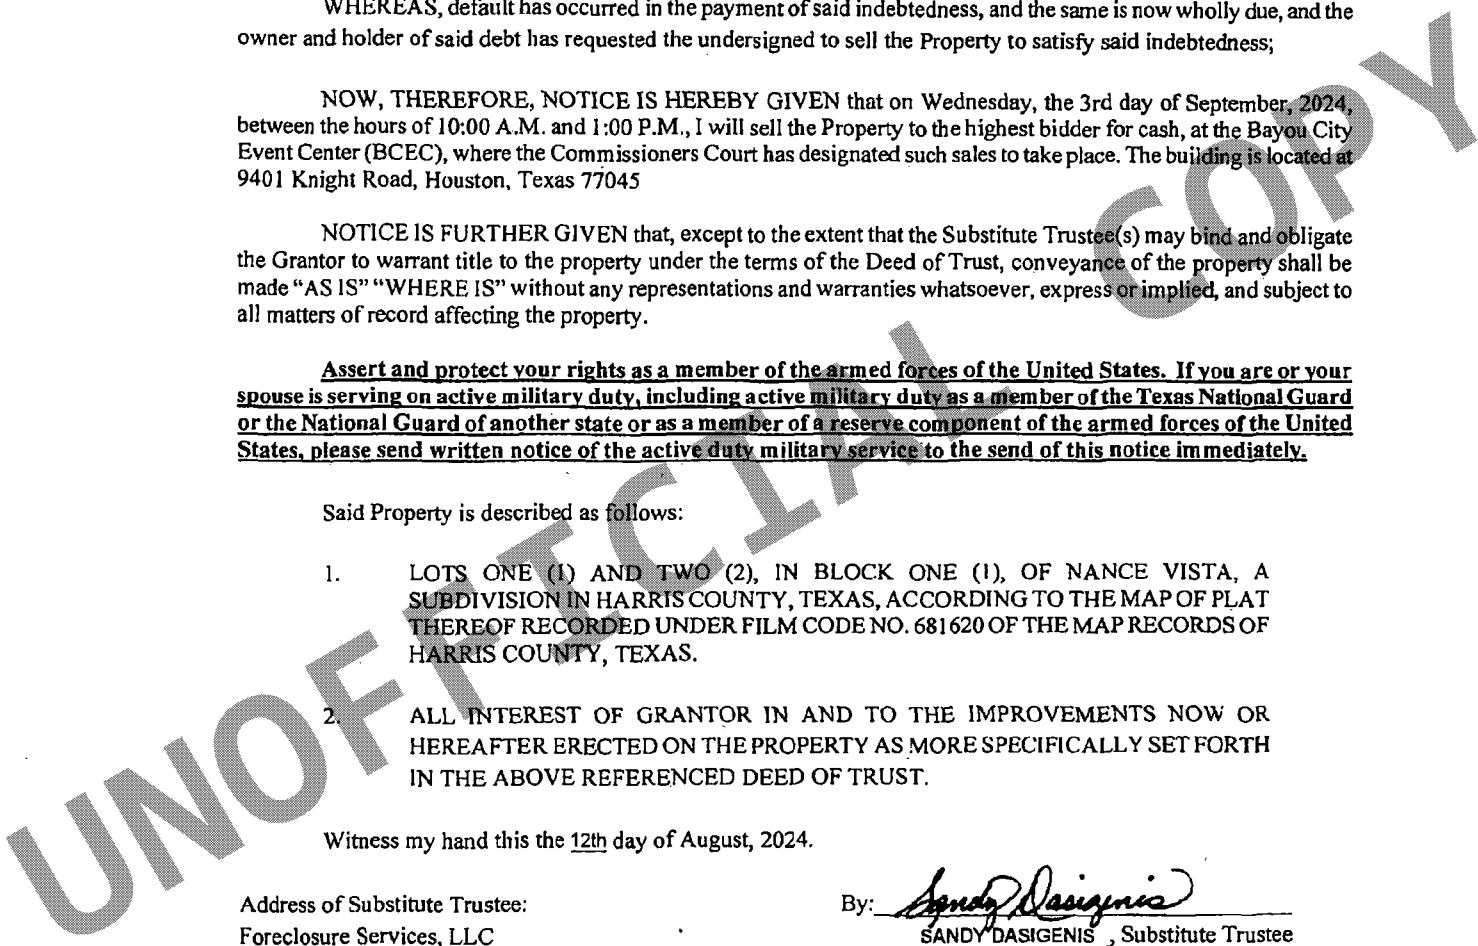 WHEREAS, default has occurred in the payment of said indebtedness, and the same is now wholly due, and the
owner and holder of said debt has requested the undersigned to sell the Property to satisfy said indebtedness;
NOW, THEREFORE, NOTICE IS HEREBY GIVEN that on Wednesday, the 3rd day of September, 2024,
between the hours of 10:00 A.M. and 1:00 P.M., I will sell the Property to the highest bidder for cash, at the Bayou City
Event Center (BCEC), where the Commissioners Court has designated such sales to take place. The building is located at
9401 Knight Road, Houston, Texas 77045
NOTICE IS FURTHER GIVEN that, except to the extent that the Substitute Trustee(s) may bind and obligate
the Grantor to warrant title to the property under the terms of the Deed of Trust, conveyance of the property shall be
made “AS IS” “WHERE IS” without any representations and warranties whatsoever, express or implied, and subject to
all matters of record affecting the property.
Assert and protect your rights as a member of the armed forces of the United States. If you are or your
spouse is serving on active military duty, including active military duty as a member of the Texas National Guard
or the National Guard of another state or as a member of a reserve component of the armed forces of the United
States, please send written notice of the active duty military service to the send of this notice immediately.
Said Property is described as follows:
1. LOTS ONE (1) AND TWO (2), IN BLOCK ONE (1), OF NANCE VISTA, A
SUBDIVISION IN HARRIS COUNTY, TEXAS, ACCORDING TO THE MAP OF PLAT
THEREOF RECORDED UNDER FILM CODE NO. 681620 OF THE MAP RECORDS OF
HARRIS COUNTY, TEXAS.
2. ALL INTEREST OF GRANTOR IN AND TO THE IMPROVEMENTS NOW OR
HEREAFTER ERECTED ON THE PROPERTY AS MORE SPECIFICALLY SET FORTH
IN THE ABOVE REFERENCED DEED OF TRUST.
Witness my hand this the 12th day of August, 2024.
Address of Substitute Trustee:
Foreclosure Services, LLC
By: Sandy Dasigenis
SANDY DASIGENIS , Substitute Trustee
UNOFFICIAL COPY